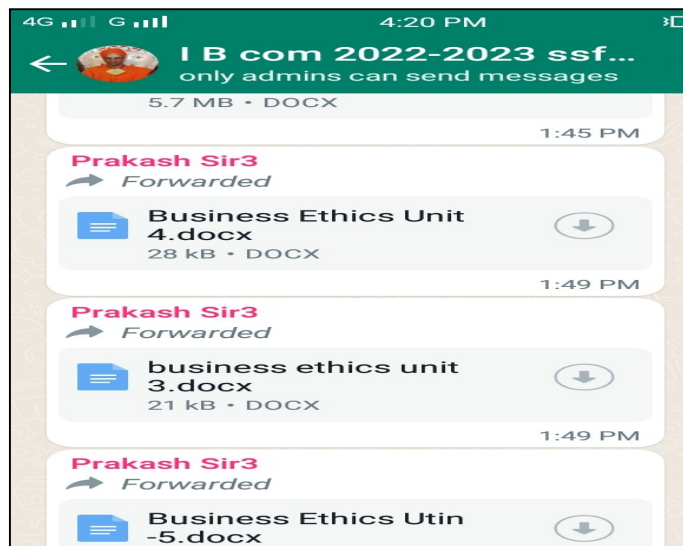 4G G 4:20 PM
I B com 2022-2023 ssf...
only admins can send messages
5.7 MB • DOCX
1:45 PM
Prakash Sir3
Forwarded
Business Ethics Unit
4.docx
28 kB • DOCX
1:49 PM
Prakash Sir3
Forwarded
business ethics unit
3.docx
21 kB • DOCX
1:49 PM
Prakash Sir3
Forwarded
Business Ethics Utin
-5.docx